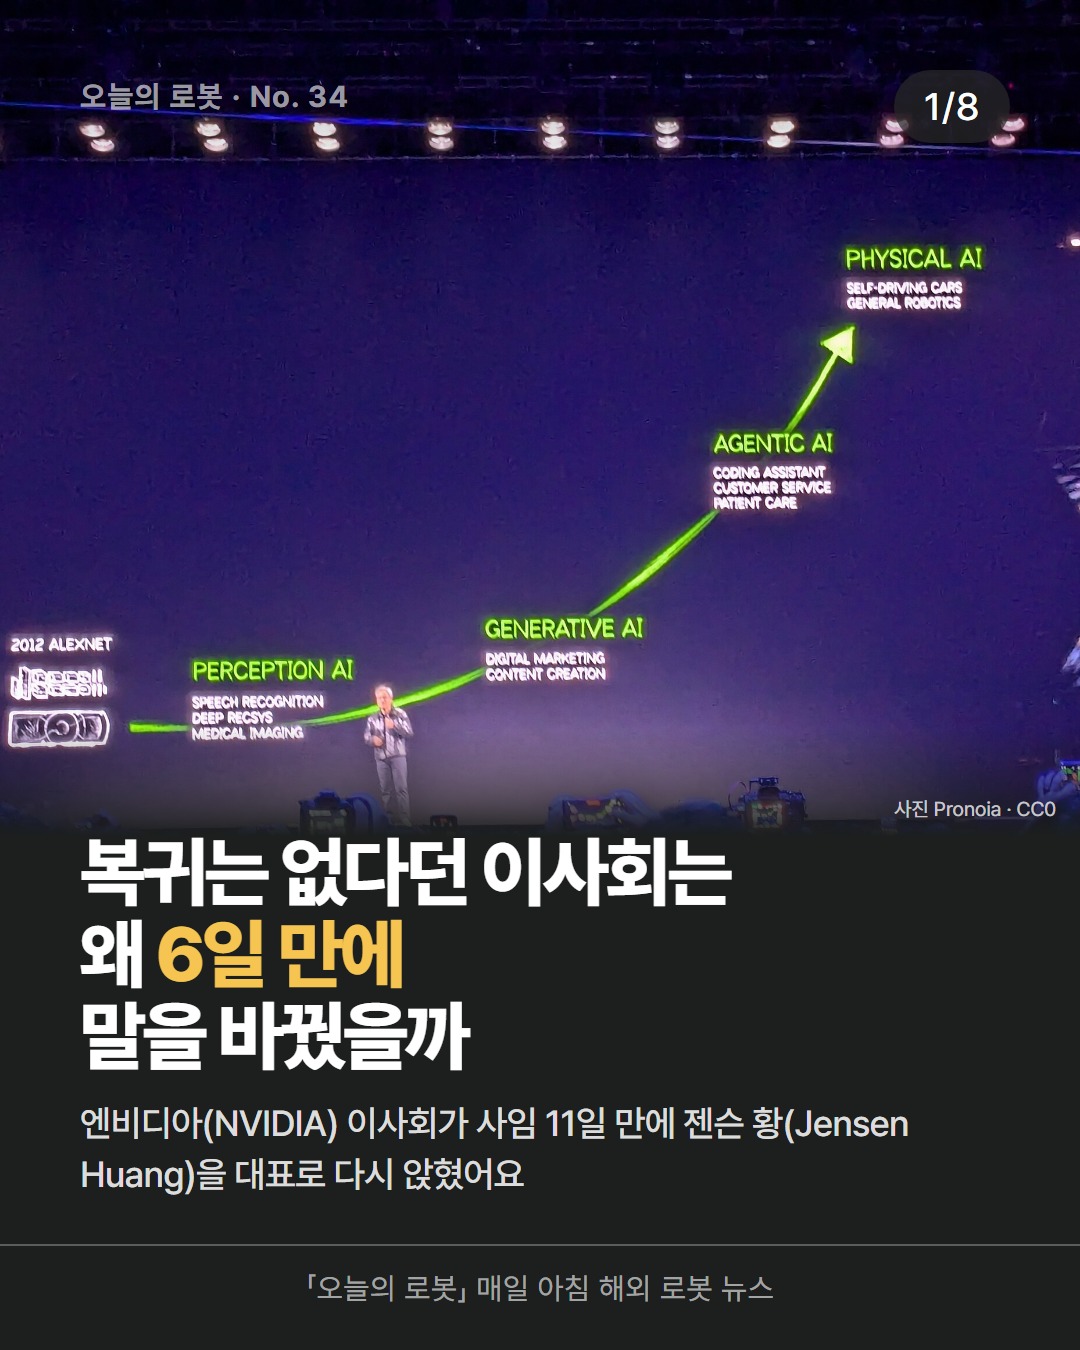 오늘의 로봇 · No. 34
1/8
PHYSICAL AI
SELF-DRIVING CARS
GENERAL ROBOTICS
AGENTIC AI
CODING ASSISTANT
CUSTOMER SERVICE
PATIENT CARE
GENERATIVE AI
DIGITAL MARKETING
CONTENT CREATION
2012 ALEXNET
PERCEPTION AI
SPEECH RECOGNITION
DEEP RECSYS
MEDICAL IMAGING
사진 Pronoia · CC0
복귀는 없다던 이사회는
왜 6일 만에
말을 바꿨을까
엔비디아(NVIDIA) 이사회가 사임 11일 만에 젠슨 황(Jensen
Huang)을 대표로 다시 앉혔어요
「오늘의 로봇」 매일 아침 해외 로봇 뉴스